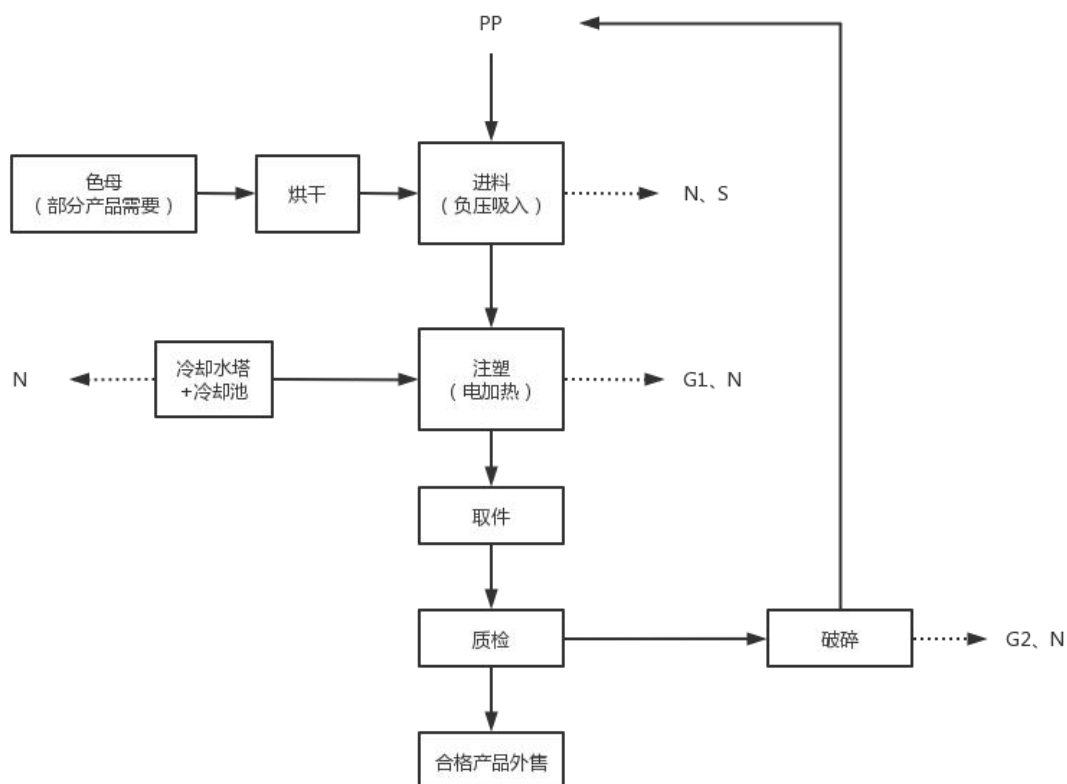 PP
色母
（部分产品需要）
烘干
进料
（负压吸入）
N、S
N
冷却水塔
+冷却池
注塑
（电加热）
G1、N
取件
质检
破碎
G2、N
合格产品外售